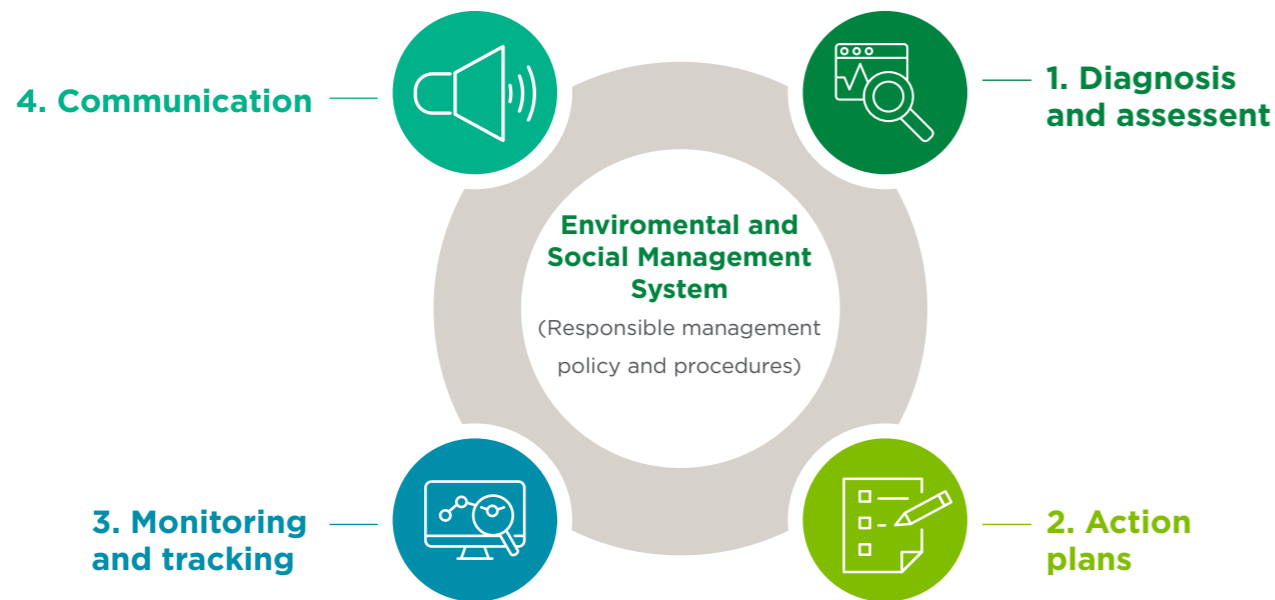 4. Communication
1. Diagnosis
and assessent
Enviromental and
Social Management
System
(Responsible management
policy and procedures)
3. Monitoring
and tracking
2. Action
plans